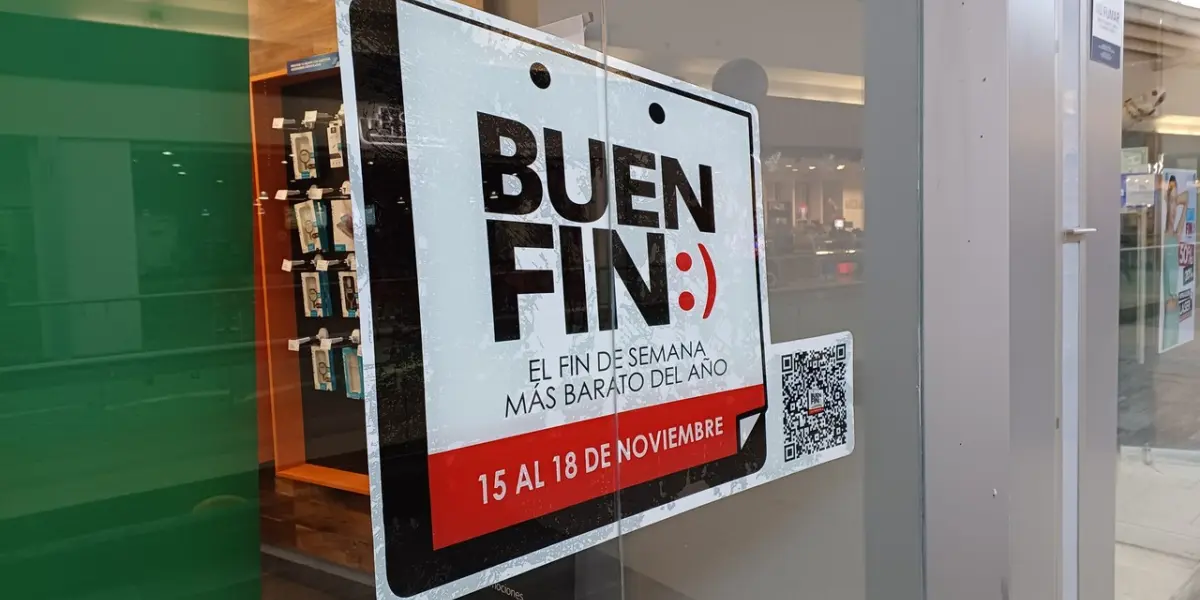 BUEN
FIN:)
EL FIN DE SEMANA
MÁS BARATO DEL AÑO
15 AL 18 DE NOVIEMBRE